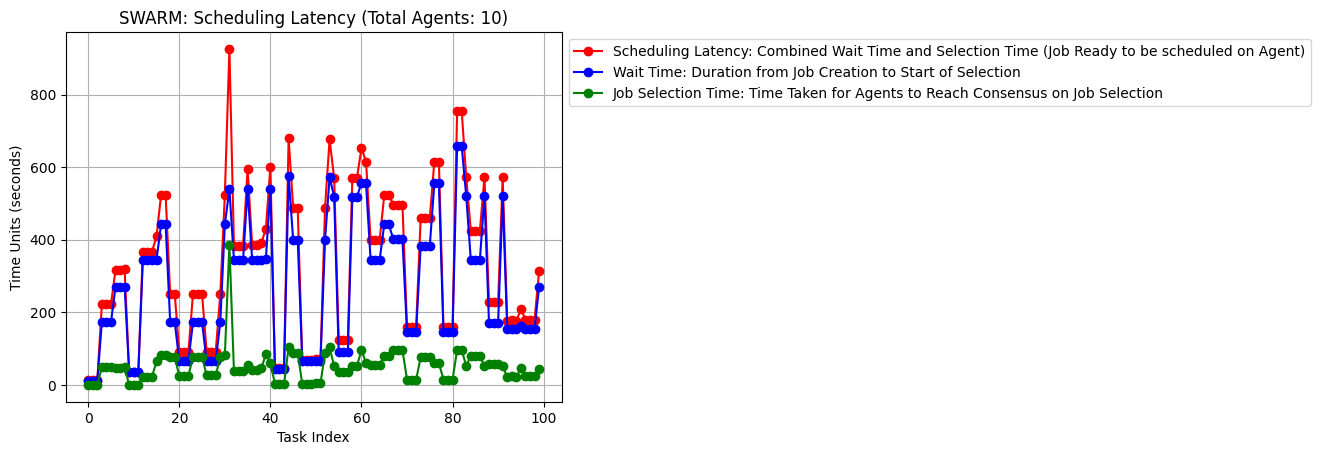 SWARM: Scheduling Latency (Total Agents: 10)
Scheduling Latency: Combined Wait Time and Selection Time (Job Ready to be scheduled on Agent)
Wait Time: Duration from Job Creation to Start of Selection
Job Selection Time: Time Taken for Agents to Reach Consensus on Job Selection
Time Units (seconds)
800
600
400
200
0
0 20 40 60 80 100
Task Index